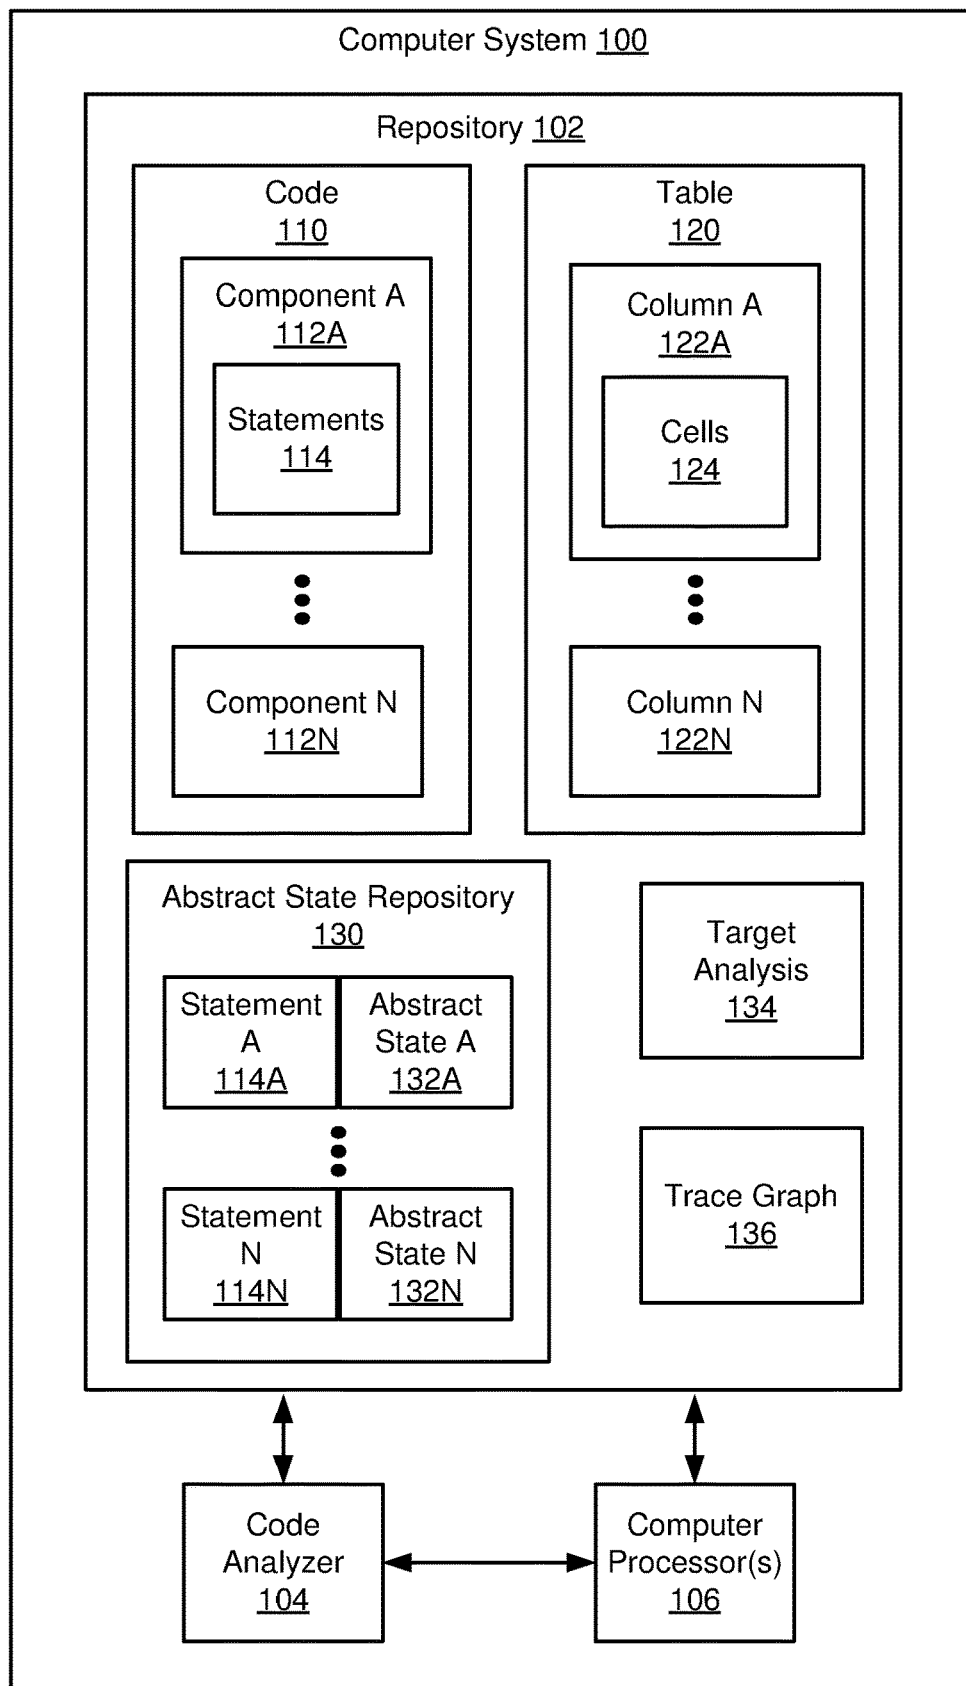 Computer System 100
Repository 102
Code
110
Component A
112A
Statements
114
Component N
112N
Table
120
Column A
122A
Cells
124
Column N
122N
Abstract State Repository
130
Statement
A
114A
Abstract
State A
132A
Statement
N
114N
Abstract
State N
132N
Target
Analysis
134
Trace Graph
136
Code
Analyzer
104
Computer
Processor(s)
106